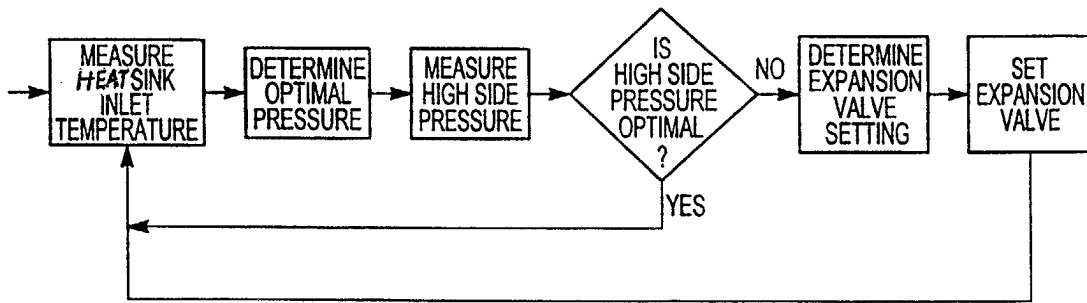 MEASURE
HEATSINK
INLET
TEMPERATURE
DETERMINE
OPTIMAL
PRESSURE
MEASURE
HIGH SIDE
PRESSURE
IS
HIGH SIDE
PRESSURE
OPTIMAL
?
NO
YES
DETERMINE
EXPANSION
VALVE
SETTING
SET
EXPANSION
VALVE